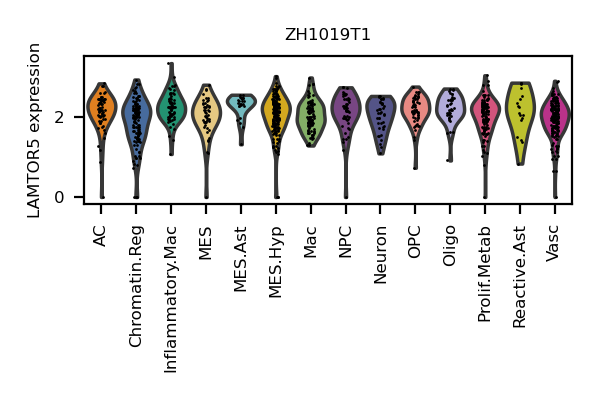 ZH1019T1
LAMTOR5 expression
2
0
AC
Chromatin.Reg
Inflammatory.Mac
MES
MES.Ast
MES.Hyp
Mac
NPC
Neuron
OPC
Oligo
Prolif.Metab
Reactive.Ast
Vasc